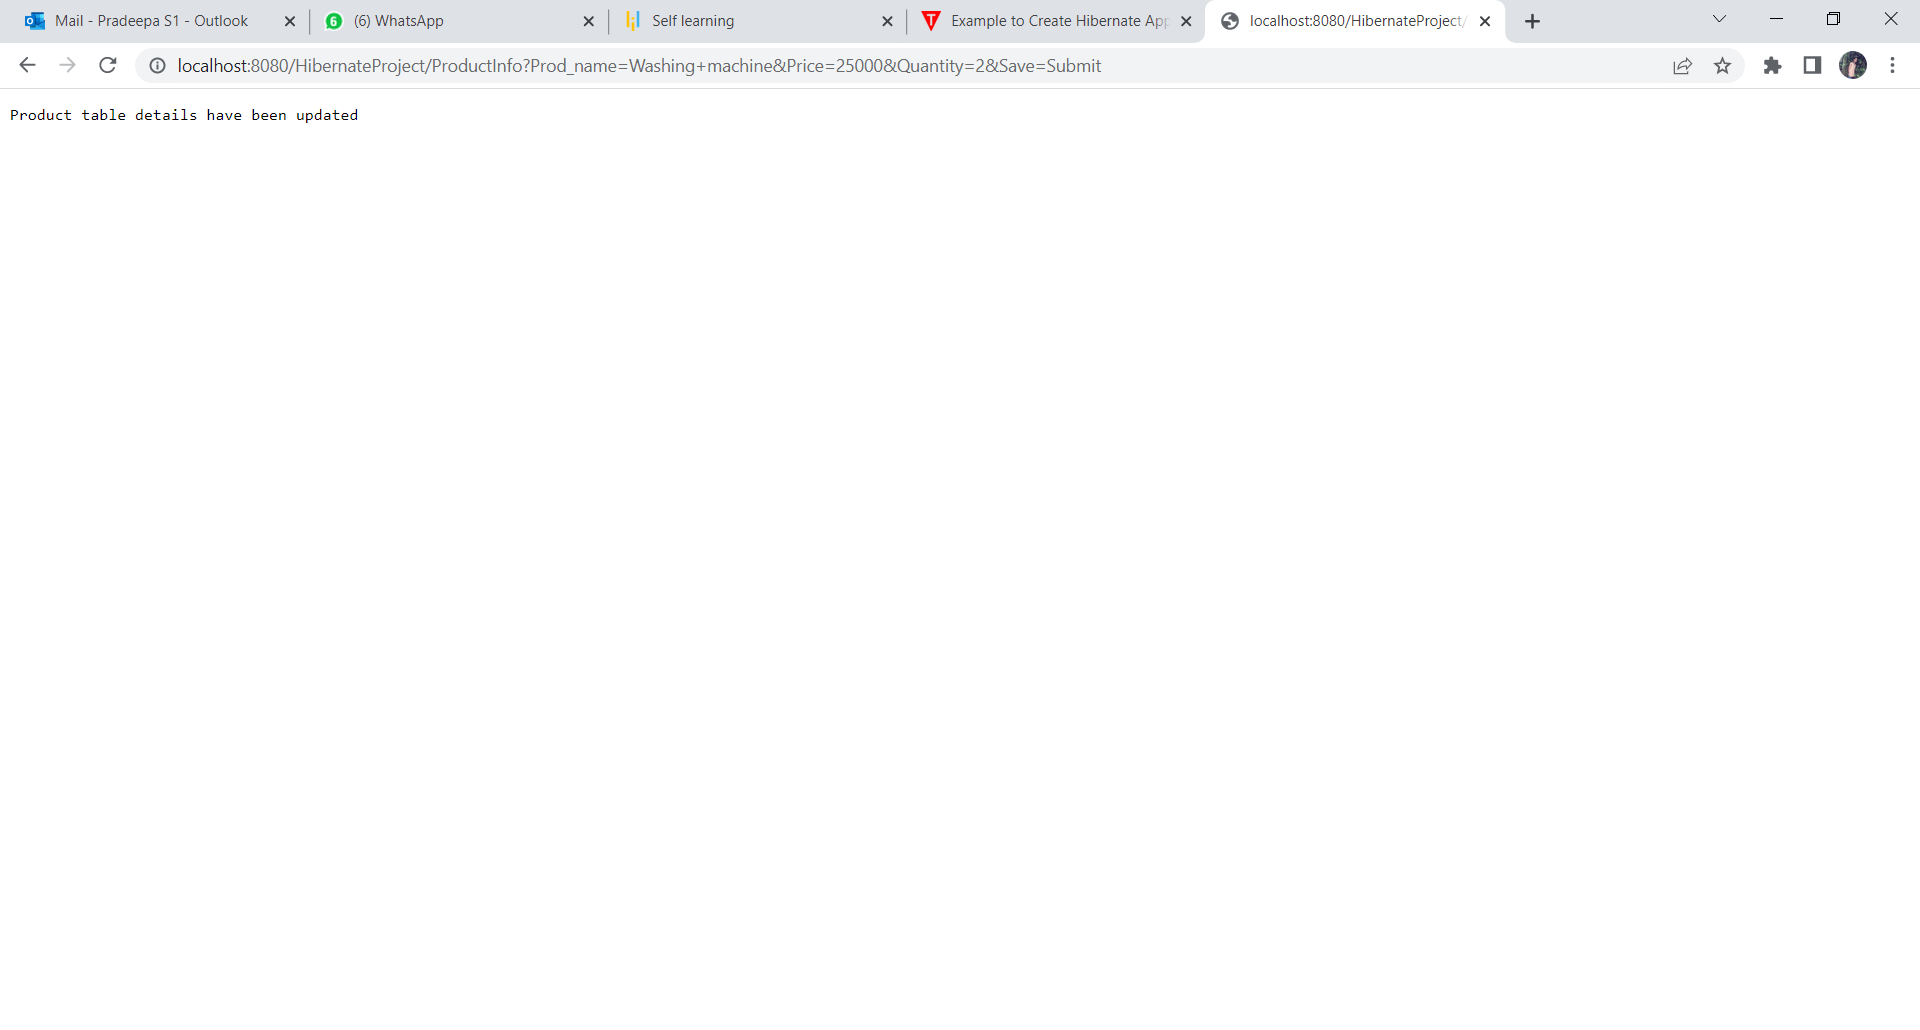 Mail - Pradeepa S1 - Outlook
6 (6) WhatsApp
Self learning
T Example to Create Hibernate App
localhost:8080/HibernateProject/
localhost:8080/HibernateProject/ProductInfo?Prod_name=Washing+machine&Price=25000&Quantity=2&Save=Submit
Product table details have been updated